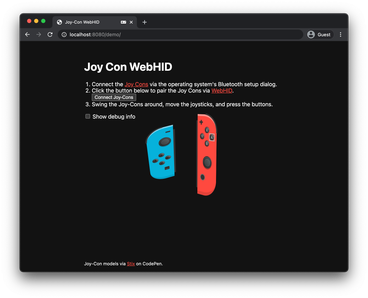 Joy-Con WebHID
localhost:8080/demo/
Guest
Joy Con WebHID
1. Connect the Joy Cons via the operating system's Bluetooth setup dialog.
2. Click the button below to pair the Joy Cons via WebHID.
Connect Joy-Cons
3. Swing the Joy-Cons around, move the joysticks, and press the buttons.
Show debug info
Joy-Con models via
on CodePen.